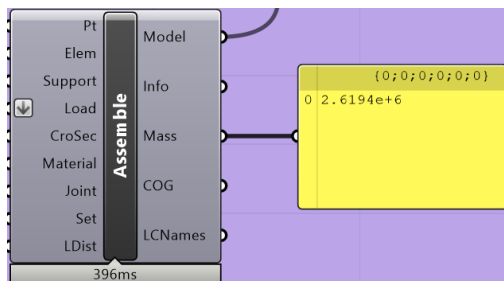 Pt
Elem
Support
Load
CroSec
Material
Joint
Set
LDist
Assemble
Model
Info
Mass
COG
LCNames
396ms
{0;0;0;0;0;0}
0 2.6194e+6